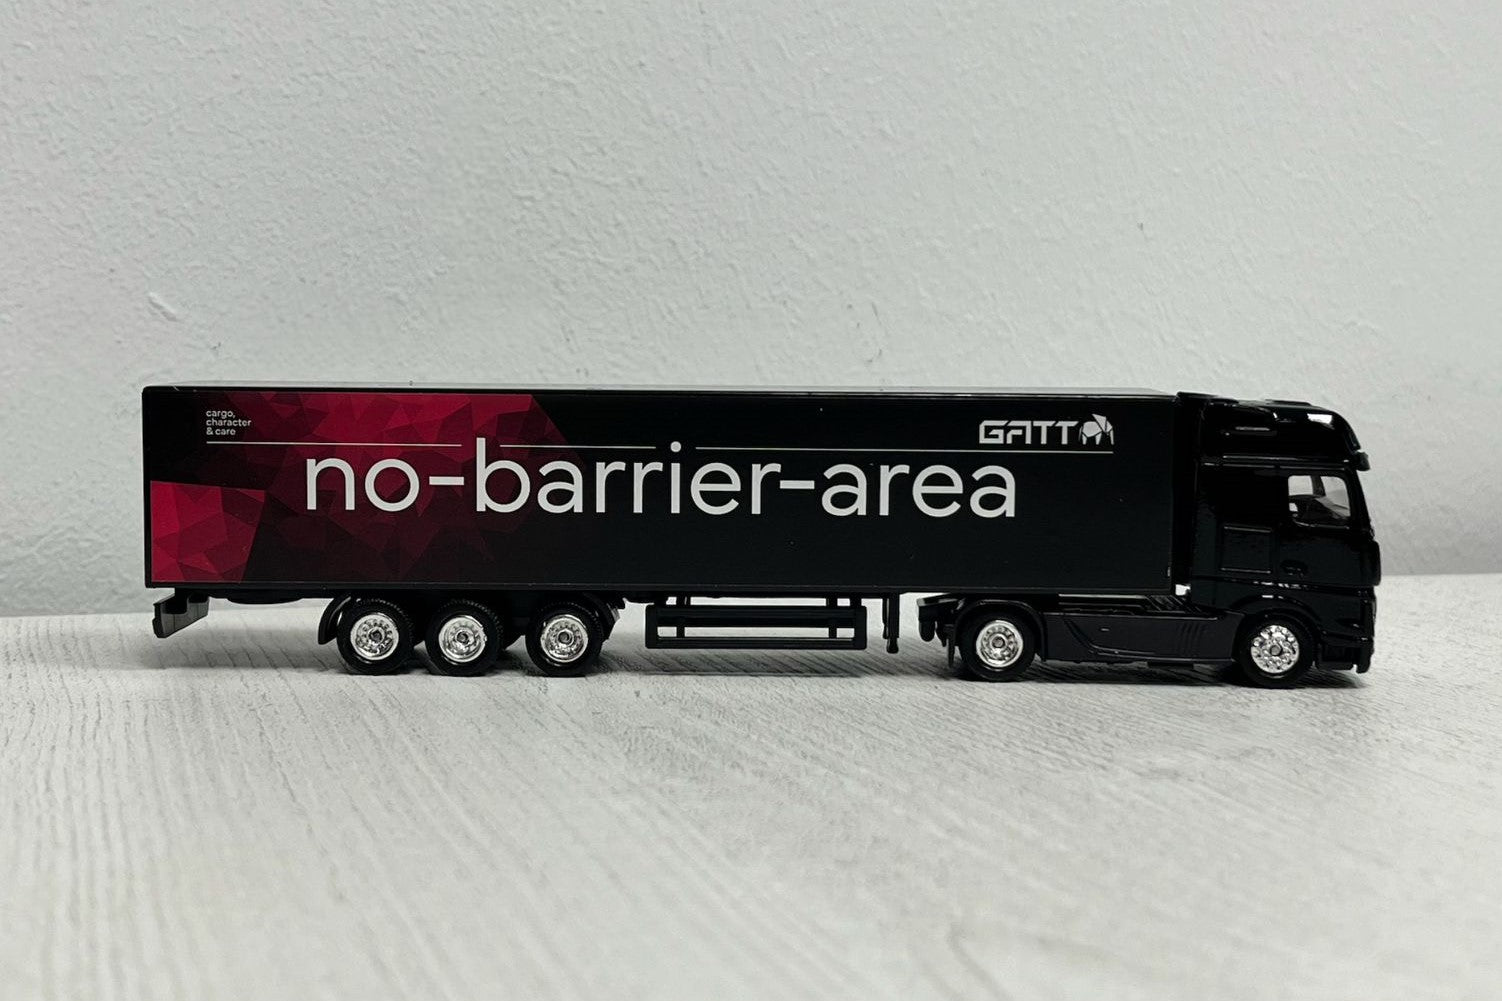 cargo,
character
& care
GATT
no-barrier-area